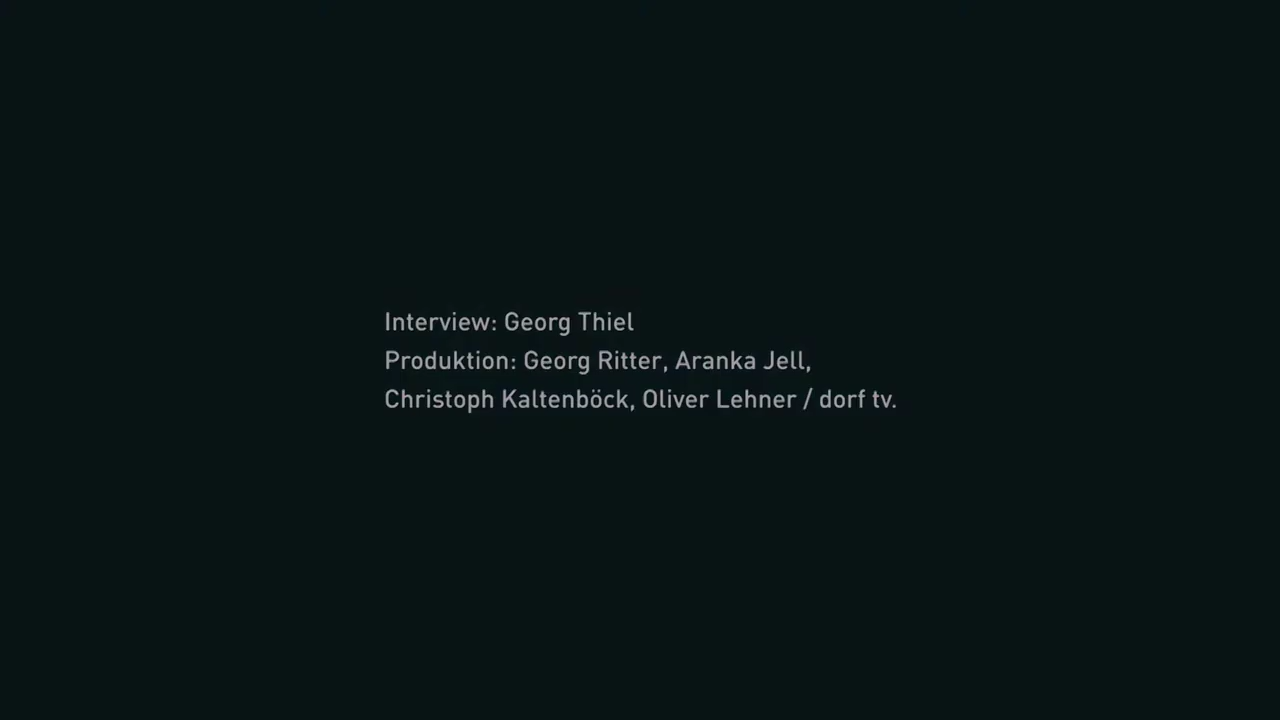 Interview: Georg Thiel
Produktion: Georg Ritter, Aranka Jell,
Christoph Kaltenböck, Oliver Lehner / dorf tv.